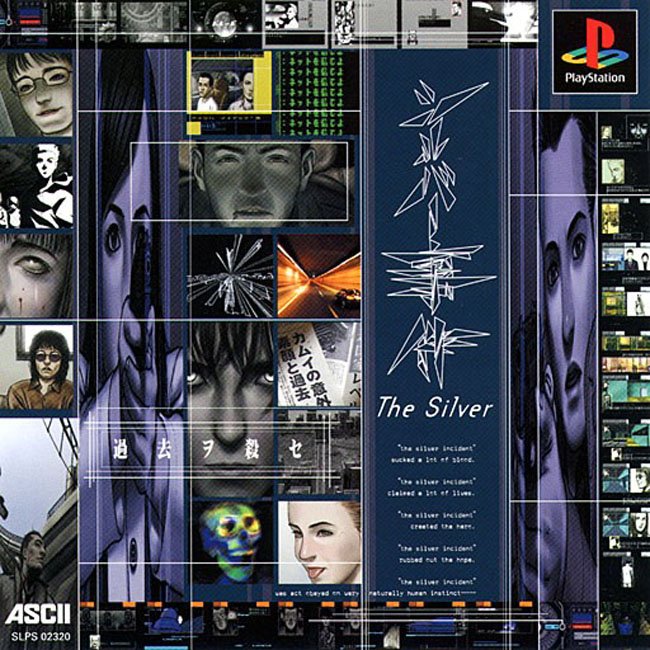 PlayStation
シルバー事件
The Silver
カムイの意外
素顔と過去
過去ヲ殺セ
"the silver incident"
sucked a lot of blood.
"the silver incident"
claimed a lot of lives.
"the silver incident"
created the hero.
"the silver incident"
rubbed out the hope.
"the silver incident"
was act obeyed on very naturally human instinct
ASCII
SLPS 02320